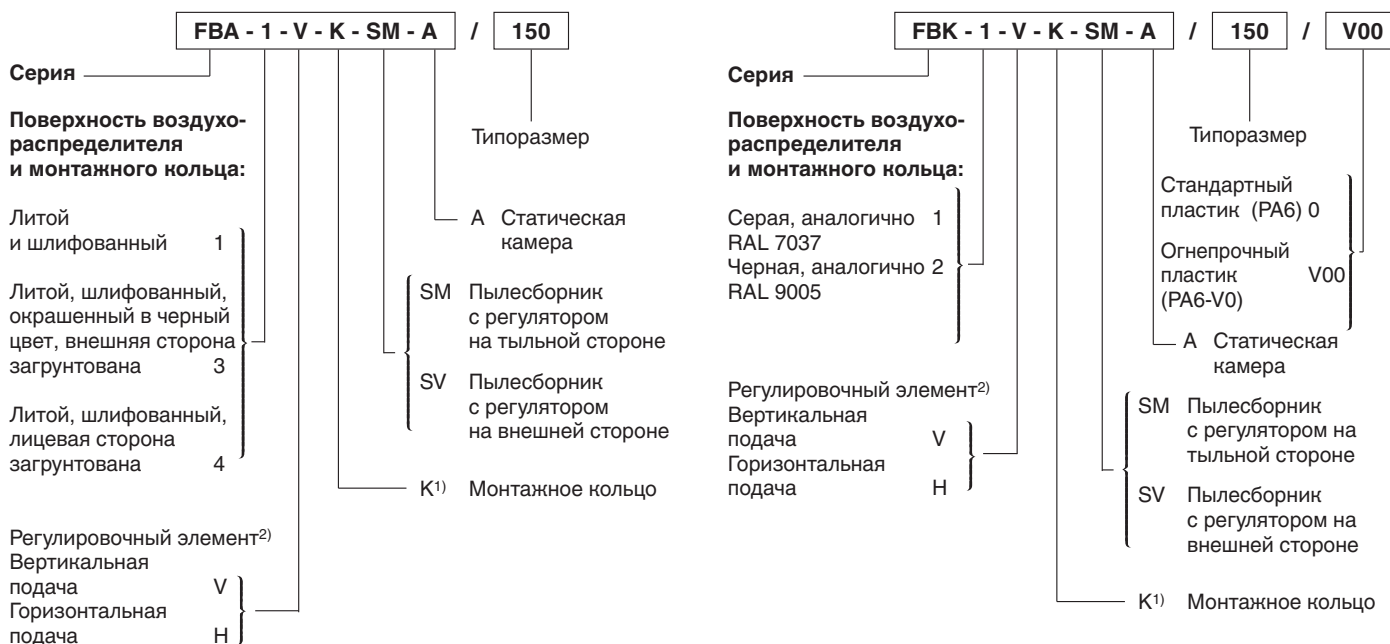 FBA - 1 - V - K - SM - A / 150
Серия
Поверхность воздухо-
распределителя
и монтажного кольца:
Типоразмер
Литой
и шлифованный 1
Литой, шлифованный,
окрашенный в черный
цвет, внешняя сторона
загрунтована 3
Литой, шлифованный,
лицевая сторона
загрунтована 4
A Статическая
камера
SM Пылесборник
с регулятором
на тыльной стороне
SV Пылесборник
с регулятором
на внешней стороне
K1) Монтажное кольцо
Регулировочный элемент2)
Вертикальная
подача V
Горизонтальная
подача H
FBK - 1 - V - K - SM - A / 150 / V00
Серия
Поверхность воздухо-
распределителя
и монтажного кольца:
Типоразмер
Серая, аналогично 1
RAL 7037
Черная, аналогично 2
RAL 9005
Стандартный
пластик (PA6) 0
Огнепрочный
пластик V00
(PA6-V0)
A Статическая
камера
Регулировочный элемент2)
Вертикальная
подача V
Горизонтальная
подача H
SM Пылесборник
с регулятором на
тыльной стороне
SV Пылесборник
с регулятором на
внешней стороне
K1) Монтажное кольцо